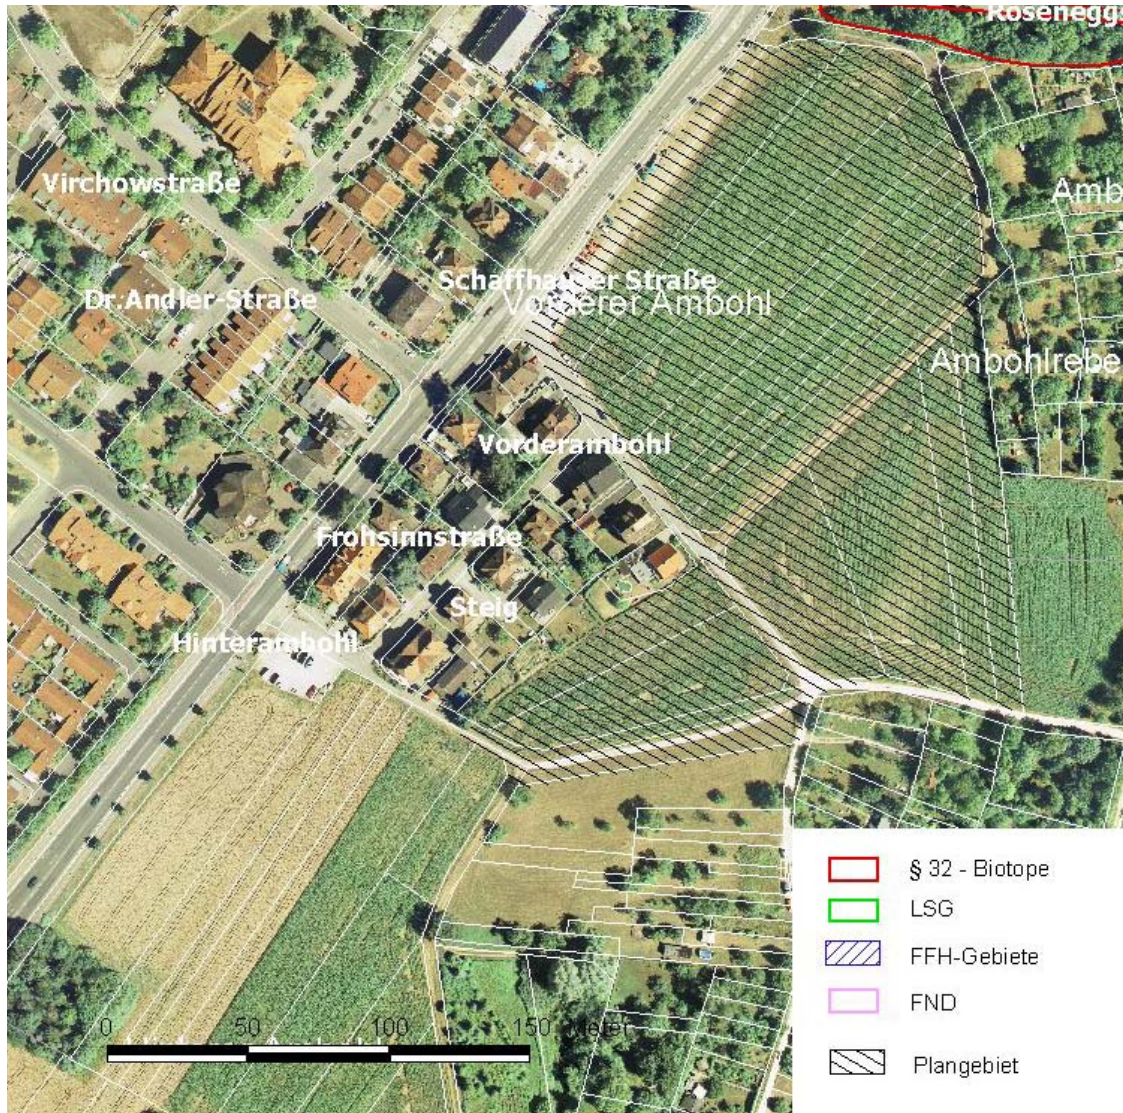 Virchowstraße
Dr.Andler-Straße
Schaffhauser Straße
Vorderer Ambohl
Amb
Ambohlrebe
Vorderambohl
Frohsinnstraße
Steig
Hinterambohl
§ 32 - Biotope
LSG
FFH-Gebiete
FND
Plangebiet
0 50 100 150 Meter